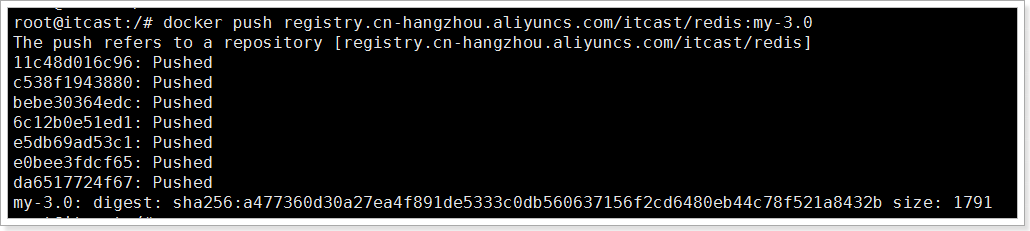 root@itcast:/# docker push registry.cn-hangzhou.aliyuncs.com/itcast/redis:my-3.0
The push refers to a repository [registry.cn-hangzhou.aliyuncs.com/itcast/redis]
11c48d016c96: Pushed
c538f1943880: Pushed
bebe30364edc: Pushed
6c12b0e51ed1: Pushed
e5db69ad53c1: Pushed
e0bee3fdcf65: Pushed
da6517724f67: Pushed
my-3.0: digest: sha256:a477360d30a27ea4f891de5333c0db560637156f2cd6480eb44c78f521a8432b size: 1791